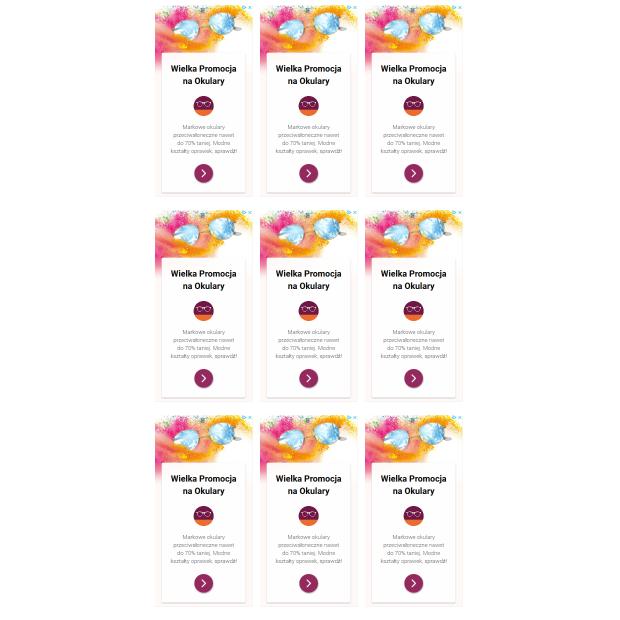 Wielka Promocja
na Okulary
Markowe okulary
przeciwsłoneczne nawet
do 70% taniej. Modne
kształty oprawek, sprawdź!
Wielka Promocja
na Okulary
Markowe okulary
przeciwsłoneczne nawet
do 70% taniej. Modne
kształty oprawek, sprawdź!
Wielka Promocja
na Okulary
Markowe okulary
przeciwsłoneczne nawet
do 70% taniej. Modne
kształty oprawek, sprawdź!
Wielka Promocja
na Okulary
Markowe okulary
przeciwsłoneczne nawet
do 70% taniej. Modne
kształty oprawek, sprawdź!
Wielka Promocja
na Okulary
Markowe okulary
przeciwsłoneczne nawet
do 70% taniej. Modne
kształty oprawek, sprawdź!
Wielka Promocja
na Okulary
Markowe okulary
przeciwsłoneczne nawet
do 70% taniej. Modne
kształty oprawek, sprawdź!
Wielka Promocja
na Okulary
Markowe okulary
przeciwsłoneczne nawet
do 70% taniej. Modne
kształty oprawek, sprawdź!
Wielka Promocja
na Okulary
Markowe okulary
przeciwsłoneczne nawet
do 70% taniej. Modne
kształty oprawek, sprawdź!
Wielka Promocja
na Okulary
Markowe okulary
przeciwsłoneczne nawet
do 70% taniej. Modne
kształty oprawek, sprawdź!